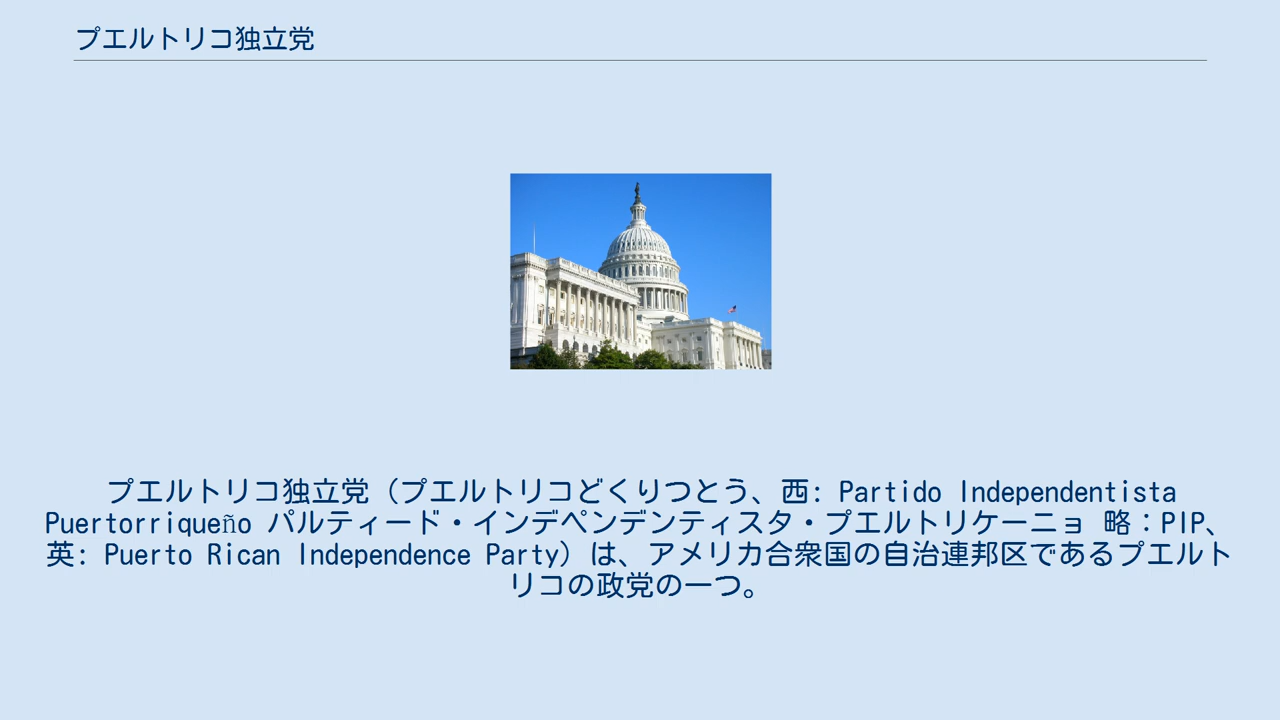 プエルトリコ独立党
プエルトリコ独立党（プエルトリコどくりつとう、西: Partido Independentista
Puertorriqueño パルティード・インデペンデンティスタ・プエルトリケーニョ 略：PIP、
英: Puerto Rican Independence Party）は、アメリカ合衆国の自治連邦区であるプエルト
リコの政党の一つ。